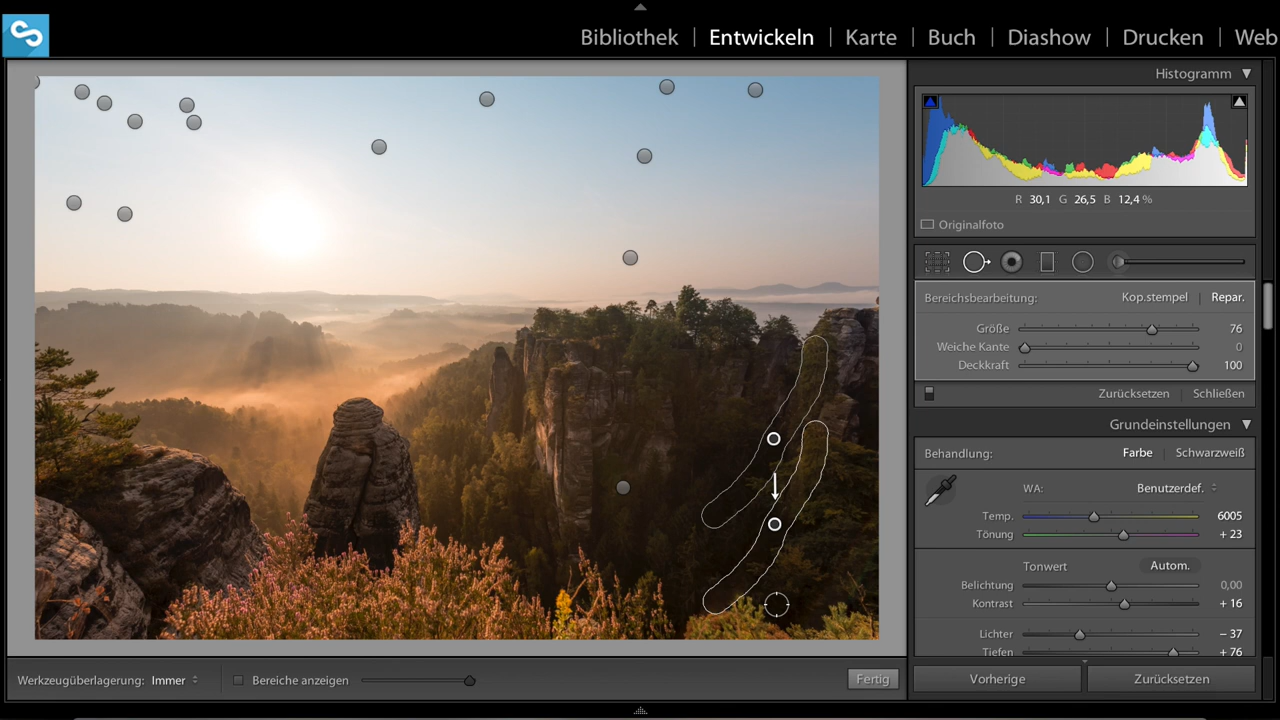 Bibliothek | Entwickeln | Karte | Buch | Diashow | Drucken | Web
Histogramm
R 30,1 G 26,5 B 12,4 %
Originalfoto
Bereichsbearbeitung: Kop.stempel | Repar.
Größe 76
Weiche Kante 0
Deckkraft 100
Zurücksetzen Schließen
Grundeinstellungen
Behandlung: Farbe | Schwarzweiß
WA: Benutzerdef.
Temp. 6005
Tönung + 23
Tonwert Autom.
Belichtung 0,00
Kontrast + 16
Lichter − 37
Tiefen + 76
Werkzeugüberlagerung: Immer Bereiche anzeigen Fertig
Vorherige Zurücksetzen